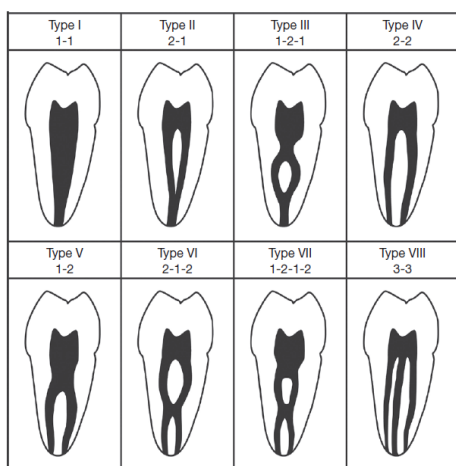 Type I
1-1
Type II
2-1
Type III
1-2-1
Type IV
2-2
Type V
1-2
Type VI
2-1-2
Type VII
1-2-1-2
Type VIII
3-3